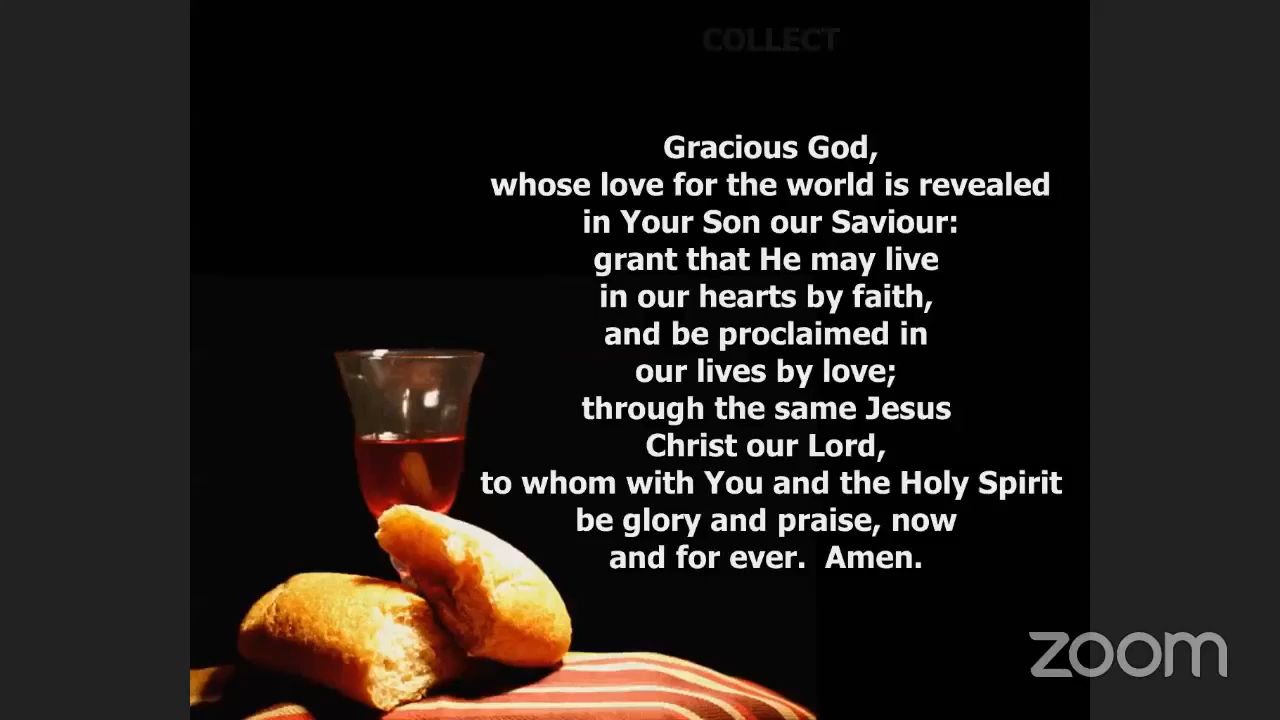 COLLECT
Gracious God,
whose love for the world is revealed
in Your Son our Saviour:
grant that He may live
in our hearts by faith,
and be proclaimed in
our lives by love;
through the same Jesus
Christ our Lord,
to whom with You and the Holy Spirit
be glory and praise, now
and for ever.  Amen.
zoom